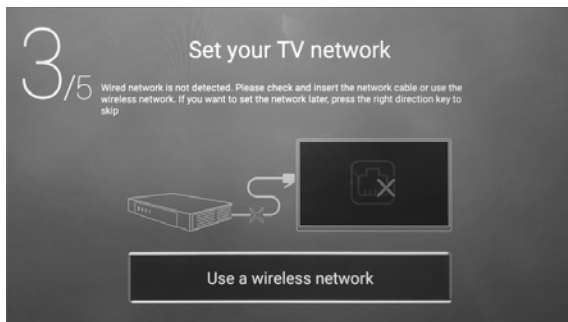 3/5
Set your TV network
Wired network is not detected. Please check and insert the network cable or use the
wireless network. If you want to set the network later, press the right direction key to
skip
Use a wireless network